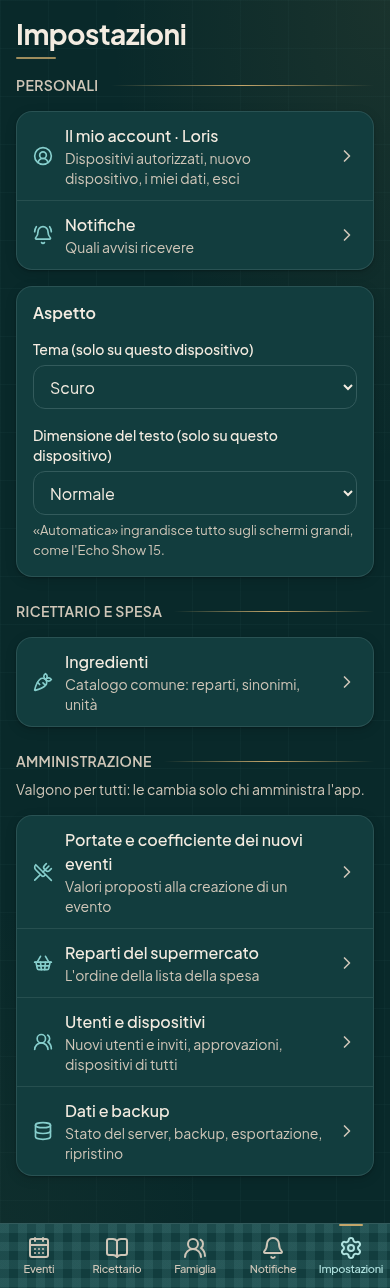 Impostazioni
PERSONALI
Il mio account · Loris
Dispositivi autorizzati, nuovo
dispositivo, i miei dati, esci
Notifiche
Quali avvisi ricevere
Aspetto
Tema (solo su questo dispositivo)
Scuro
Dimensione del testo (solo su questo
dispositivo)
Normale
«Automatica» ingrandisce tutto sugli schermi grandi,
come l'Echo Show 15.
RICETTARIO E SPESA
Ingredienti
Catalogo comune: reparti, sinonimi,
unità
AMMINISTRAZIONE
Valgono per tutti: le cambia solo chi amministra l'app.
Portate e coefficiente dei nuovi
eventi
Valori proposti alla creazione di un
evento
Reparti del supermercato
L'ordine della lista della spesa
Utenti e dispositivi
Nuovi utenti e inviti, approvazioni,
dispositivi di tutti
Dati e backup
Stato del server, backup, esportazione,
ripristino
Eventi
Ricettario
Famiglia
Notifiche
Impostazioni